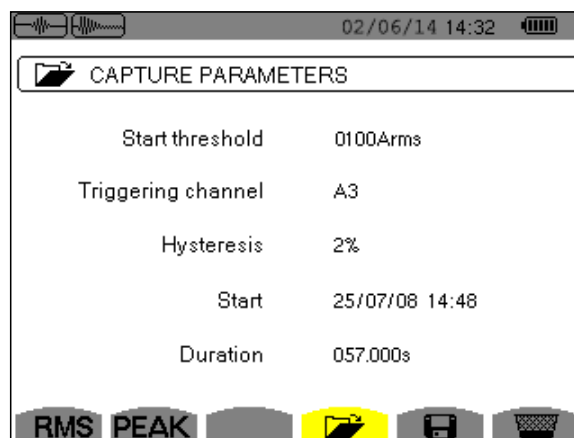 02/06/14 14:32
CAPTURE PARAMETERS
Start threshold 0100Arms
Triggering channel A3
Hysteresis 2%
Start 25/07/08 14:48
Duration 057.000s
RMS PEAK